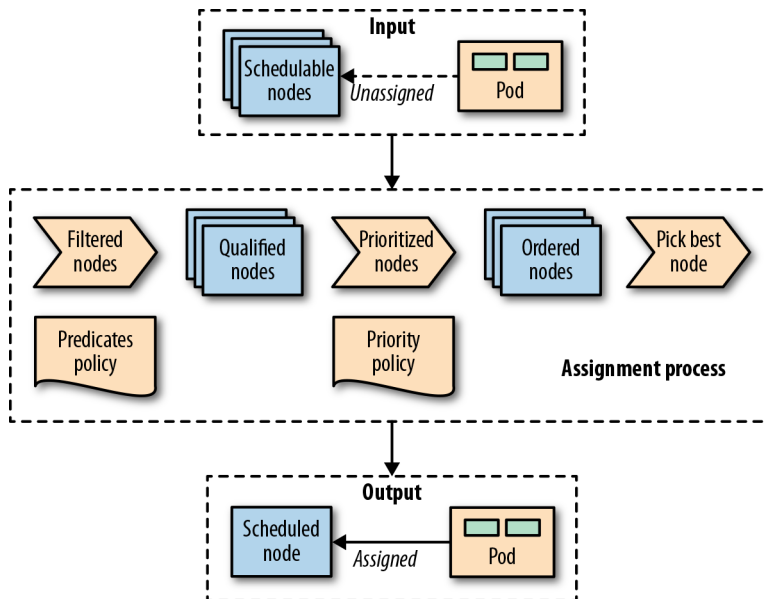 Input
Schedulable
nodes
Unassigned
Pod
Filtered
nodes
Qualified
nodes
Prioritized
nodes
Ordered
nodes
Pick best
node
Predicates
policy
Priority
policy
Assignment process
Output
Scheduled
node
Assigned
Pod